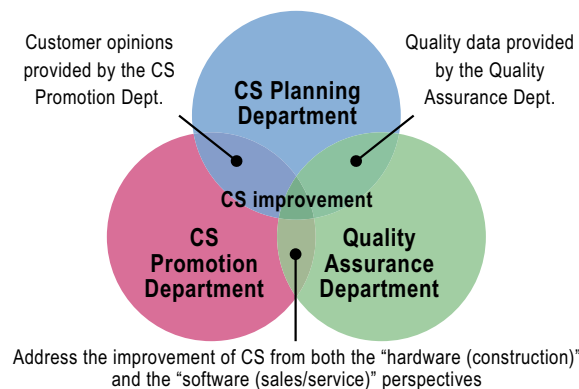 Customer opinions
provided by the CS
Promotion Dept.
Quality data provided
by the Quality
Assurance Dept.
CS Planning
Department
CS improvement
CS
Promotion
Department
Quality
Assurance
Department
Address the improvement of CS from both the “hardware (construction)”
and the “software (sales/service)” perspectives